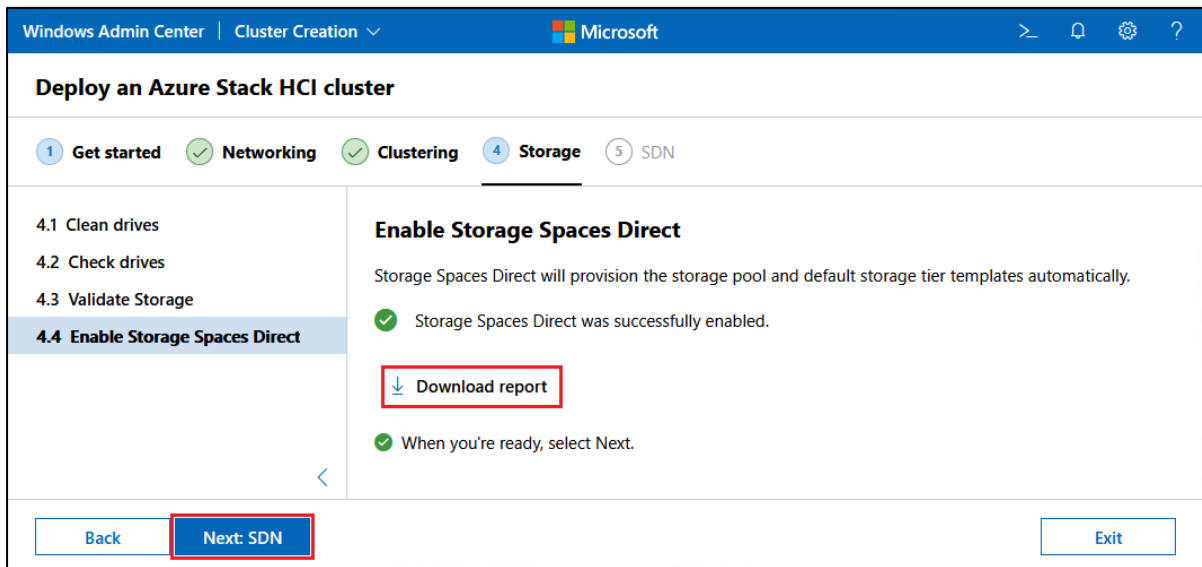 Windows Admin Center | Cluster Creation
Microsoft
Deploy an Azure Stack HCI cluster
1 Get started
Networking
Clustering
4 Storage
5 SDN
4.1 Clean drives
4.2 Check drives
4.3 Validate Storage
4.4 Enable Storage Spaces Direct
Enable Storage Spaces Direct
Storage Spaces Direct will provision the storage pool and default storage tier templates automatically.
Storage Spaces Direct was successfully enabled.
Download report
When you're ready, select Next.
Back
Next: SDN
Exit